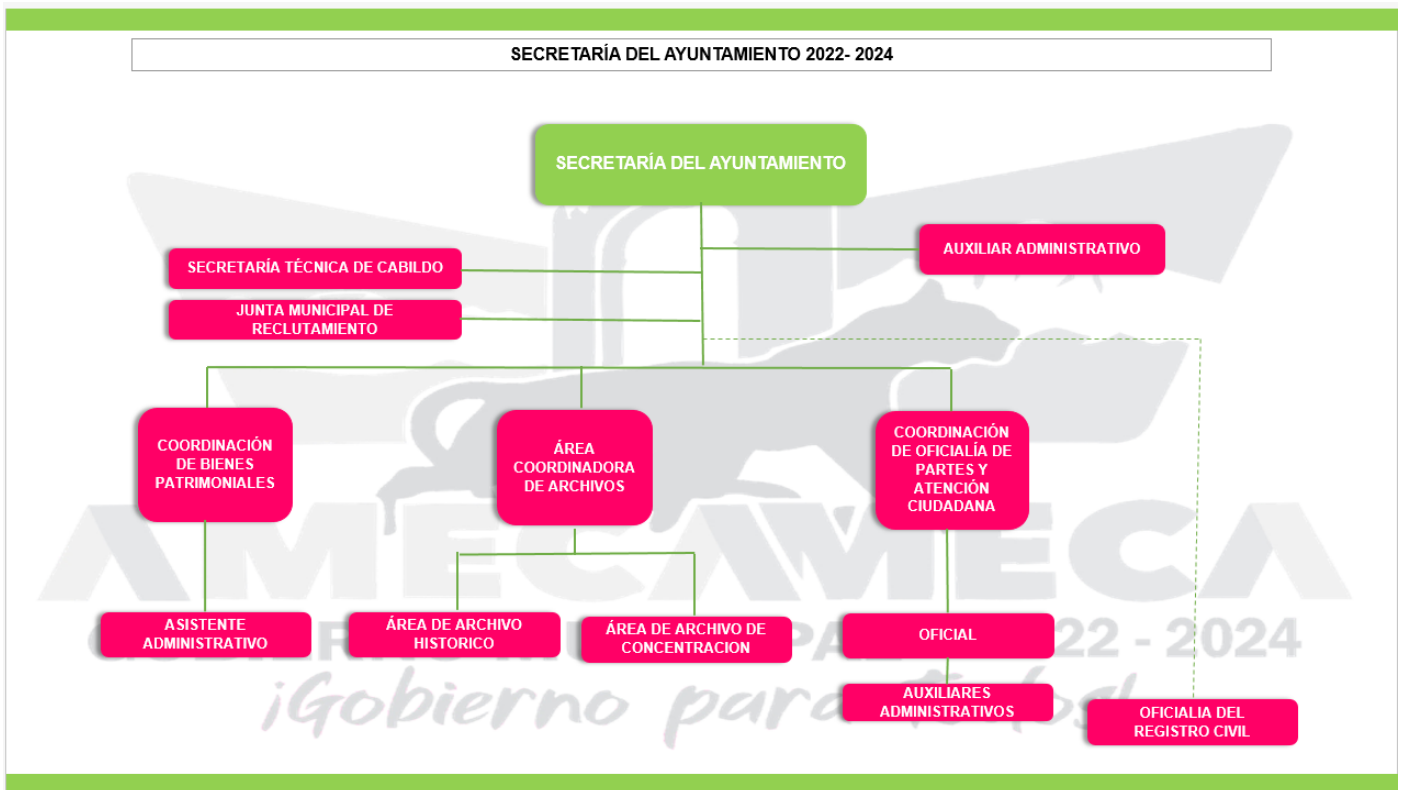 SECRETARÍA DEL AYUNTAMIENTO 2022- 2024
SECRETARÍA DEL AYUNTAMIENTO
AUXILIAR ADMINISTRATIVO
SECRETARÍA TÉCNICA DE CABILDO
JUNTA MUNICIPAL DE
RECLUTAMIENTO
COORDINACIÓN
DE BIENES
PATRIMONIALES
ÁREA
COORDINADORA
DE ARCHIVOS
COORDINACIÓN
DE OFICIALÍA DE
PARTES Y
ATENCIÓN
CIUDADANA
AMECAMECA
ASISTENTE
ADMINISTRATIVO
ÁREA DE ARCHIVO
HISTORICO
ÁREA DE ARCHIVO DE
CONCENTRACION
OFICIAL
22 - 2024
AUXILIARES
ADMINISTRATIVOS
OFICIALIA DEL
REGISTRO CIVIL
¡Gobierno para